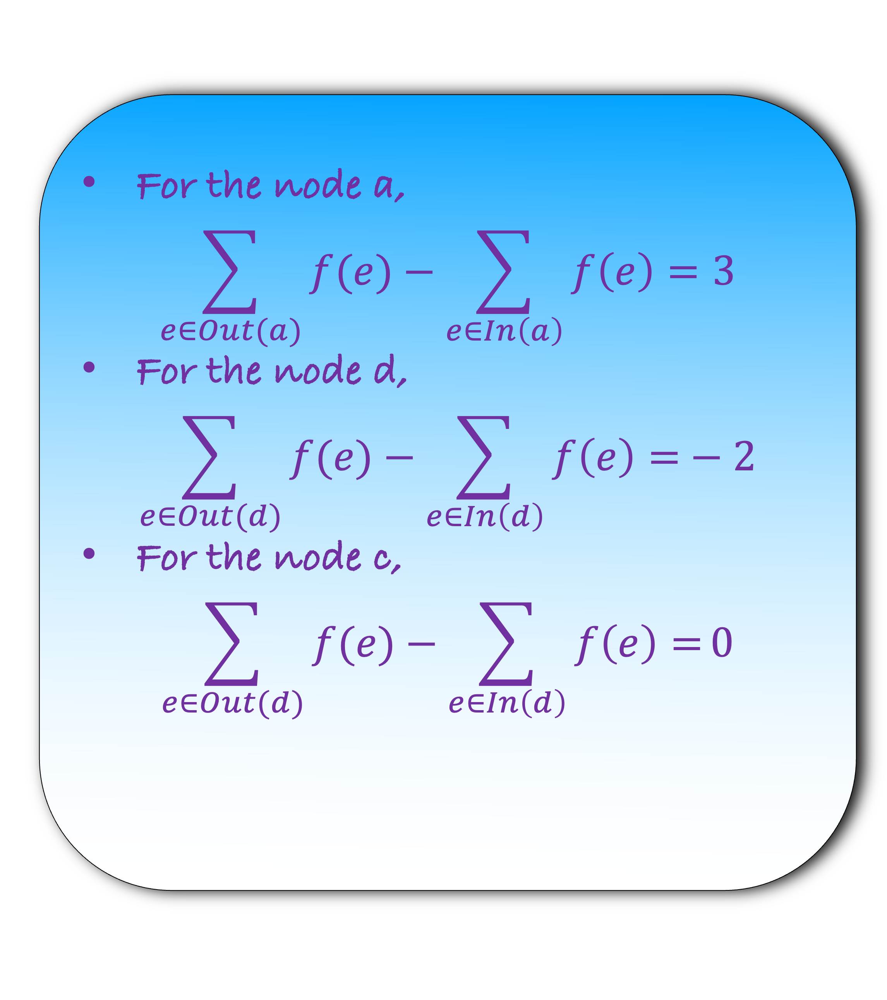 • For the node a,
∑ f(e) − ∑ f(e) = 3
e∈Out(a) e∈In(a)
• For the node d,
∑ f(e) − ∑ f(e) = − 2
e∈Out(d) e∈In(d)
• For the node c,
∑ f(e) − ∑ f(e) = 0
e∈Out(d) e∈In(d)